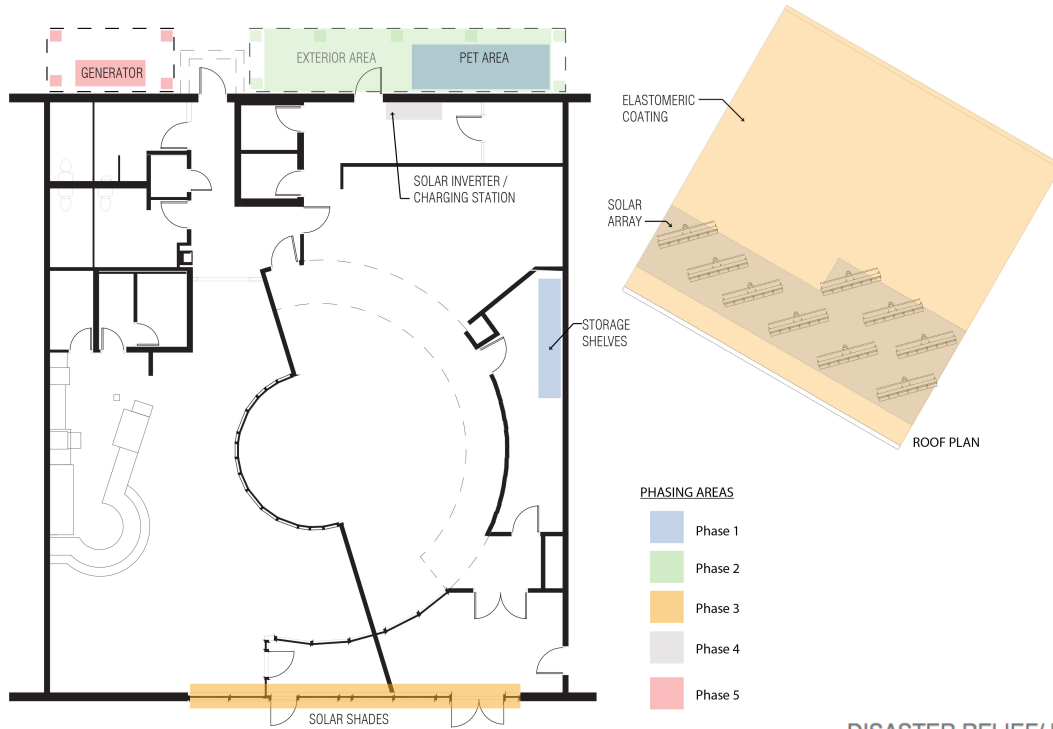 GENERATOR
EXTERIOR AREA
PET AREA
ELASTOMERIC
COATING
SOLAR INVERTER /
CHARGING STATION
SOLAR
ARRAY
STORAGE
SHELVES
ROOF PLAN
PHASING AREAS
Phase 1
Phase 2
Phase 3
Phase 4
Phase 5
SOLAR SHADES